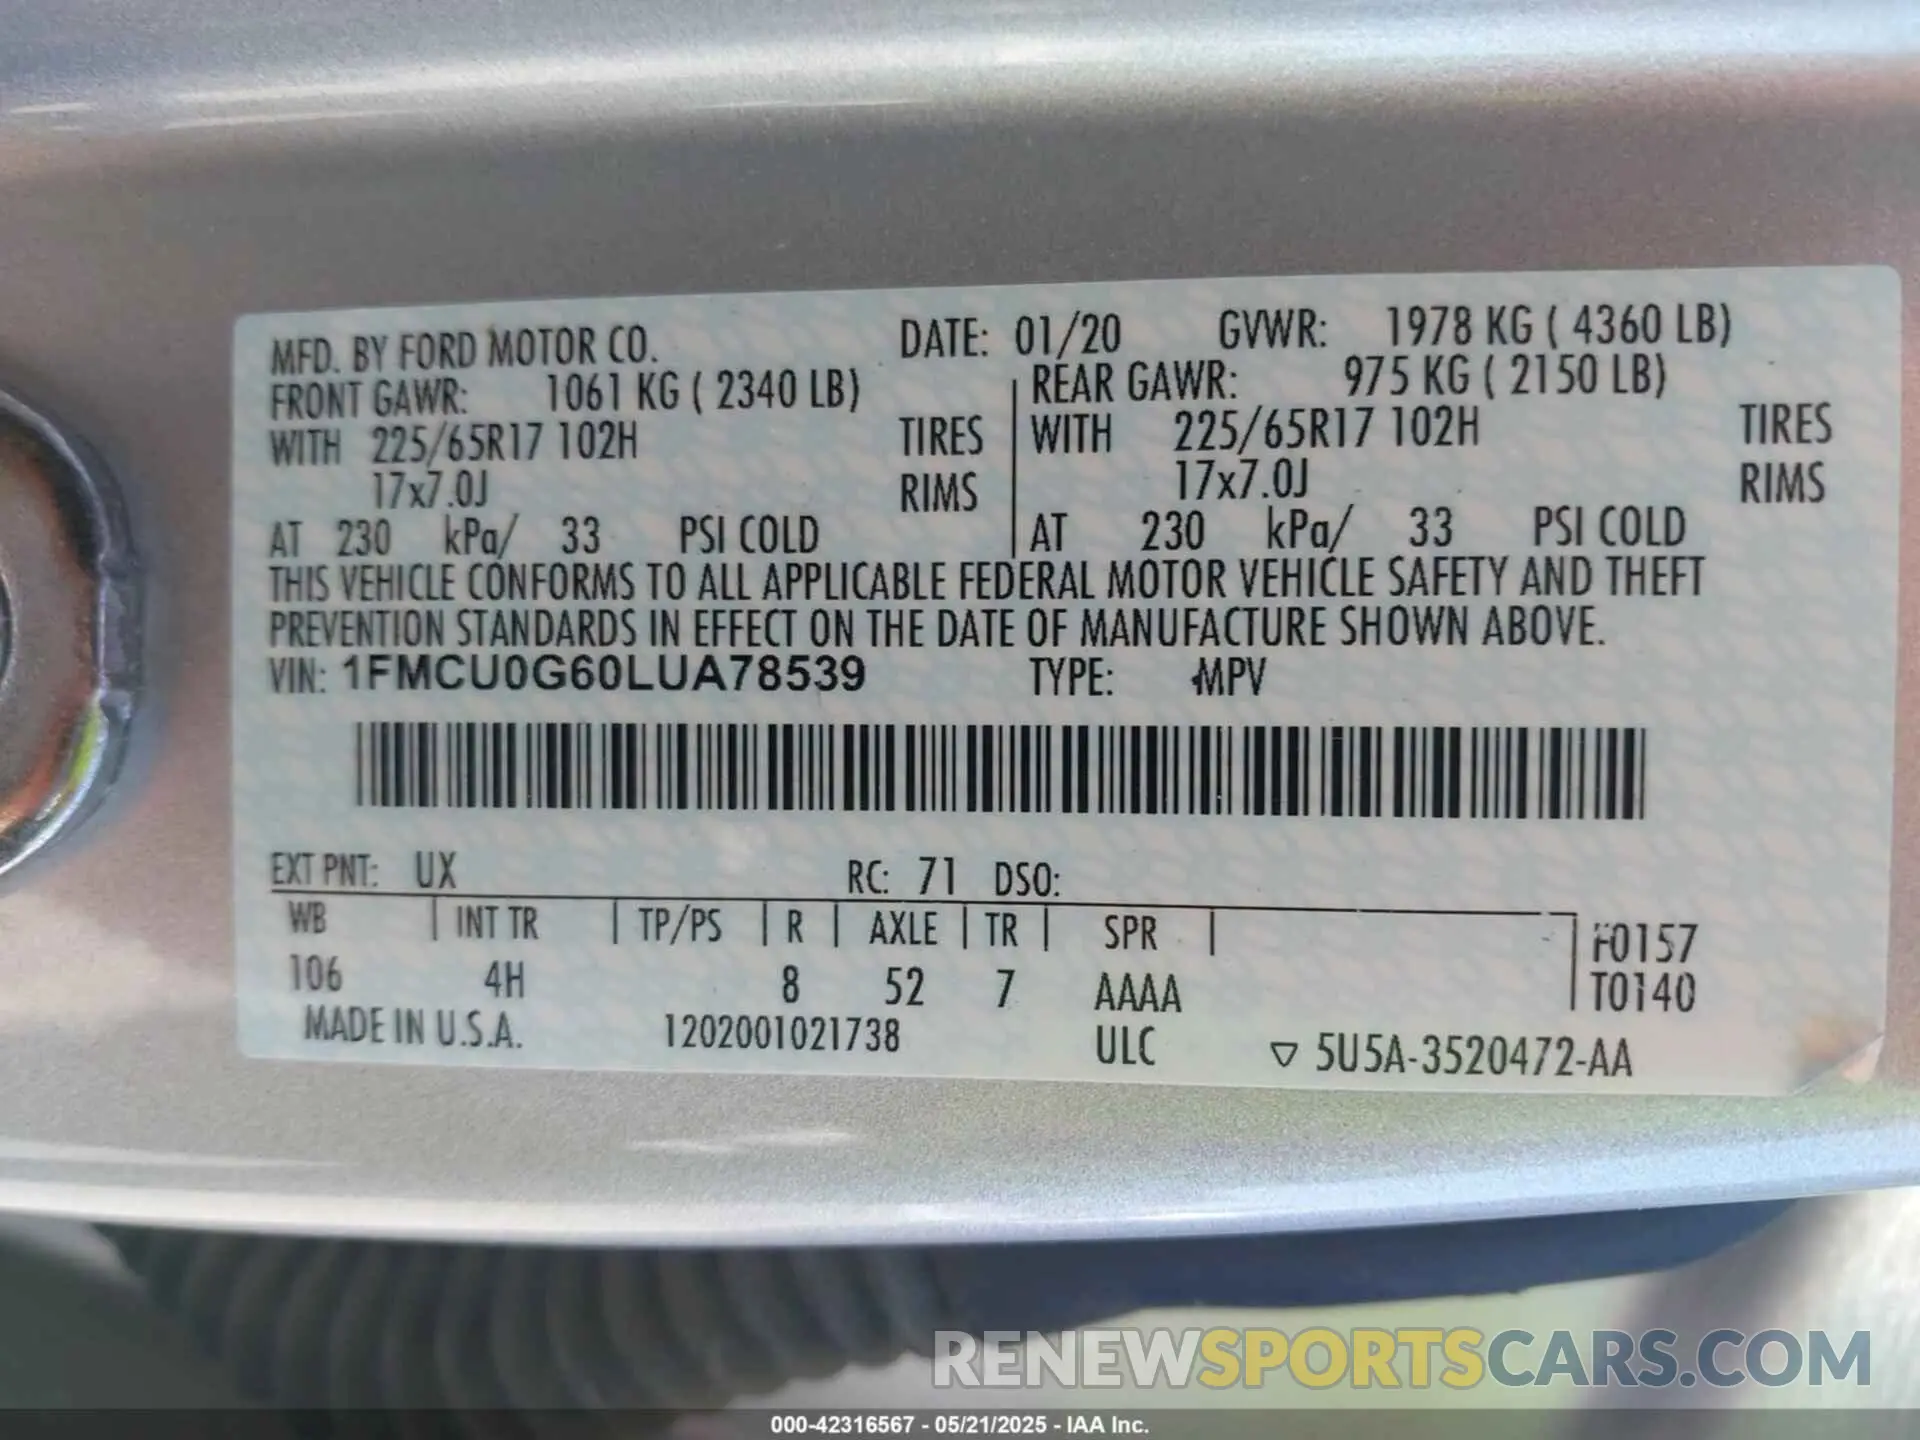 MFD. BY FORD MOTOR CO. DATE: 01/20 GVWR: 1978 KG ( 4360 LB)
FRONT GAWR: 1061 KG ( 2340 LB) REAR GAWR: 975 KG ( 2150 LB)
WITH 225/65R17 102H TIRES WITH 225/65R17 102H TIRES
17x7.0J RIMS 17x7.0J RIMS
AT 230 kPa/ 33 PSI COLD AT 230 kPa/ 33 PSI COLD
THIS VEHICLE CONFORMS TO ALL APPLICABLE FEDERAL MOTOR VEHICLE SAFETY AND THEFT
PREVENTION STANDARDS IN EFFECT ON THE DATE OF MANUFACTURE SHOWN ABOVE.
VIN: 1FMCU0G60LUA78539 TYPE: MPV
EXT PNT: UX RC: 71 DSO:
WB INT TR TP/PS R AXLE TR SPR F0157
106 4H 8 52 7 AAAA T0140
MADE IN U.S.A. 1202001021738 ULC ▽ 5U5A-3520472-AA
RENEWSPORTSCARS.COM
000-42316567 - 05/21/2025 - IAA Inc.